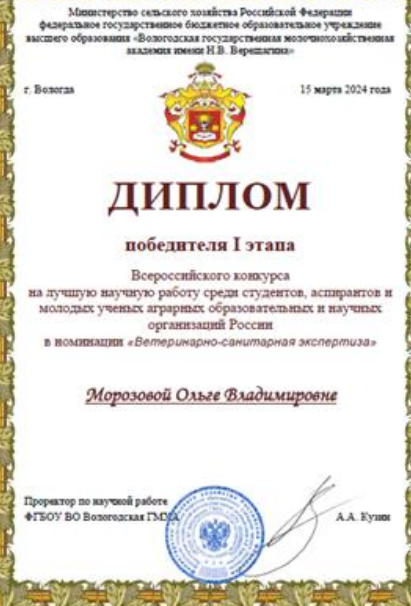 Министерство сельского хозяйства Российской Федерации
федеральное государственное бюджетное образовательное учреждение
высшего образования «Вологодская государственная молочнохозяйственная
академия имени Н.В. Верещагина»
г. Вологда 15 марта 2024 года
ДИПЛОМ
победителя I этапа
Всероссийского конкурса
на лучшую научную работу среди студентов, аспирантов и
молодых ученых аграрных образовательных и научных
организаций России
в номинации «Ветеринарно-санитарная экспертиза»
Морозовой Ольге Владимировне
Проректор по научной работе
ФГБОУ ВО Вологодская ГМХА А.А. Кузин